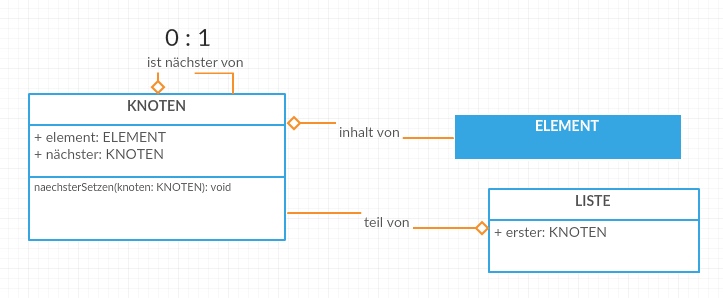 0 : 1
ist nächster von
KNOTEN
+ element: ELEMENT
+ nächster: KNOTEN
naechsterSetzen(knoten: KNOTEN): void
inhalt von
ELEMENT
teil von
LISTE
+ erster: KNOTEN